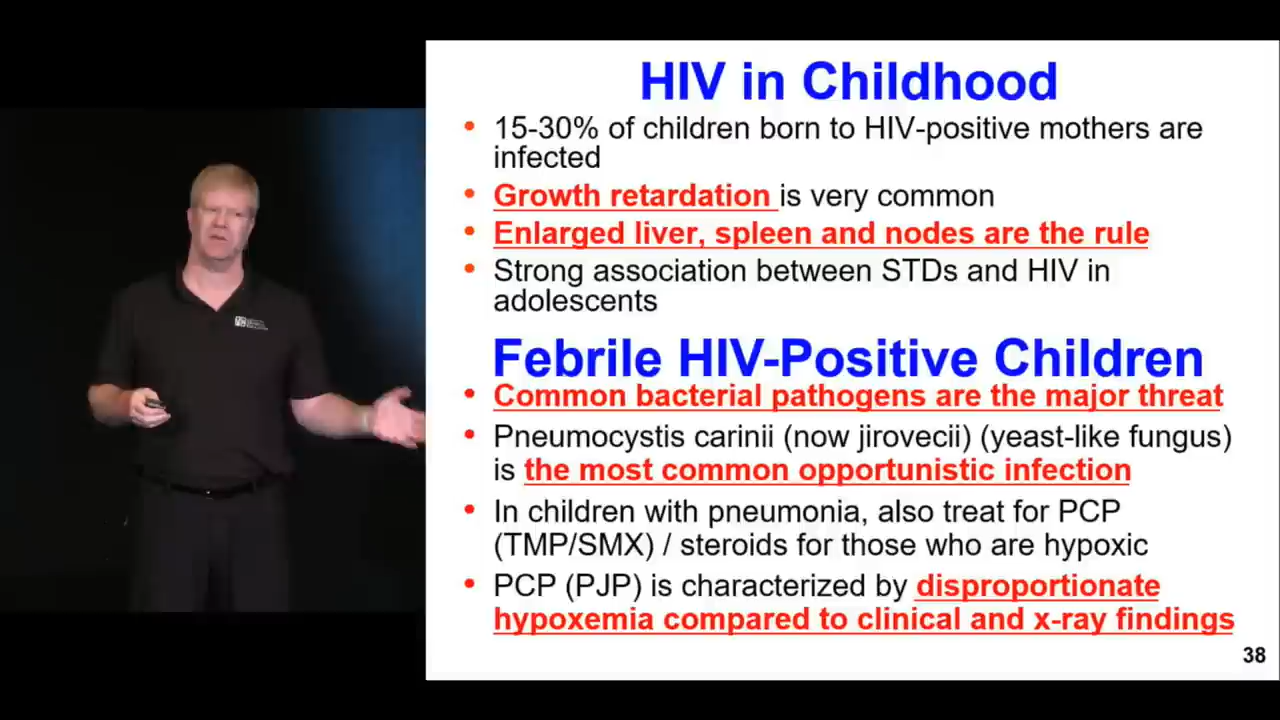 HIV in Childhood
• 15-30% of children born to HIV-positive mothers are
infected
• Growth retardation is very common
• Enlarged liver, spleen and nodes are the rule
• Strong association between STDs and HIV in
adolescents
Febrile HIV-Positive Children
• Common bacterial pathogens are the major threat
• Pneumocystis carinii (now jirovecii) (yeast-like fungus)
is the most common opportunistic infection
• In children with pneumonia, also treat for PCP
(TMP/SMX) / steroids for those who are hypoxic
• PCP (PJP) is characterized by disproportionate
hypoxemia compared to clinical and x-ray findings
38